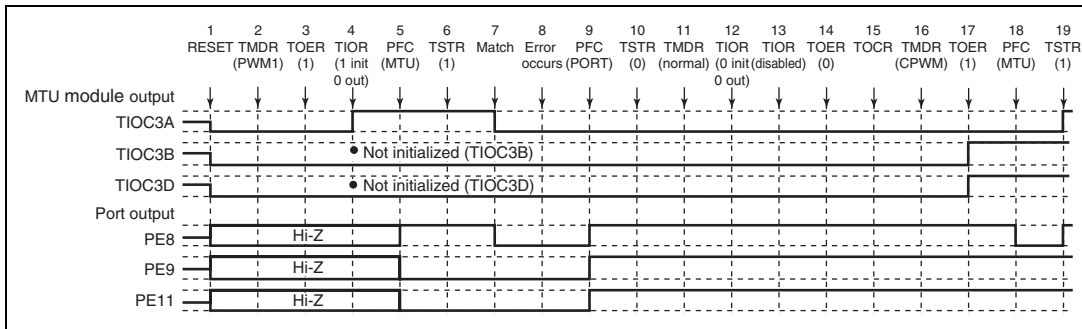 1 2 3 4 5 6 7 8 9 10 11 12 13 14 15 16 17 18 19
RESET TMDR TOER TIOR PFC TSTR Match Error PFC TSTR TMDR TIOR TIOR TOER TOCR TMDR TOER PFC TSTR
(PWM1) (1) (1 init (MTU) (1) occurs (PORT) (0) (normal) (0 init (disabled) (0) (CPWM) (1) (MTU) (1)
0 out) 0 out)
MTU module output
TIOC3A
TIOC3B • Not initialized (TIOC3B)
TIOC3D • Not initialized (TIOC3D)
Port output
PE8 Hi-Z
PE9 Hi-Z
PE11 Hi-Z